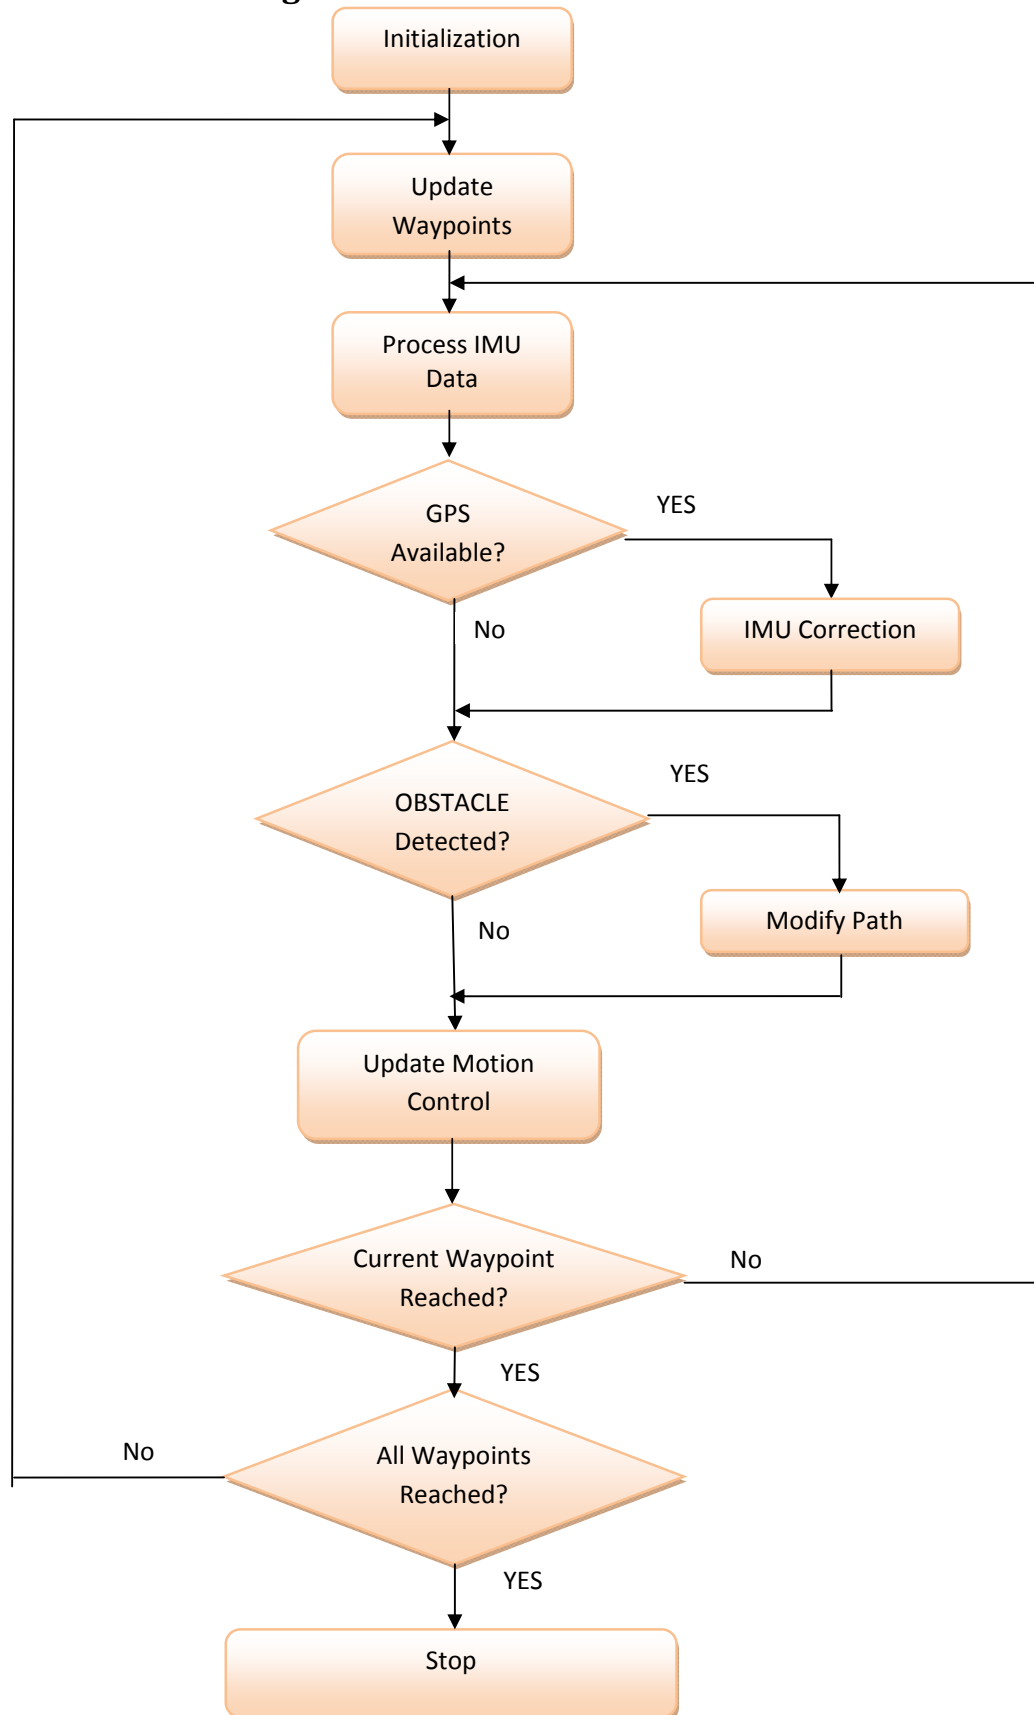 Initialization
Update
Waypoints
Process IMU
Data
GPS
Available?
YES
No
IMU Correction
OBSTACLE
Detected?
YES
No
Modify Path
Update Motion
Control
Current Waypoint
Reached?
No
YES
All Waypoints
Reached?
No
YES
Stop